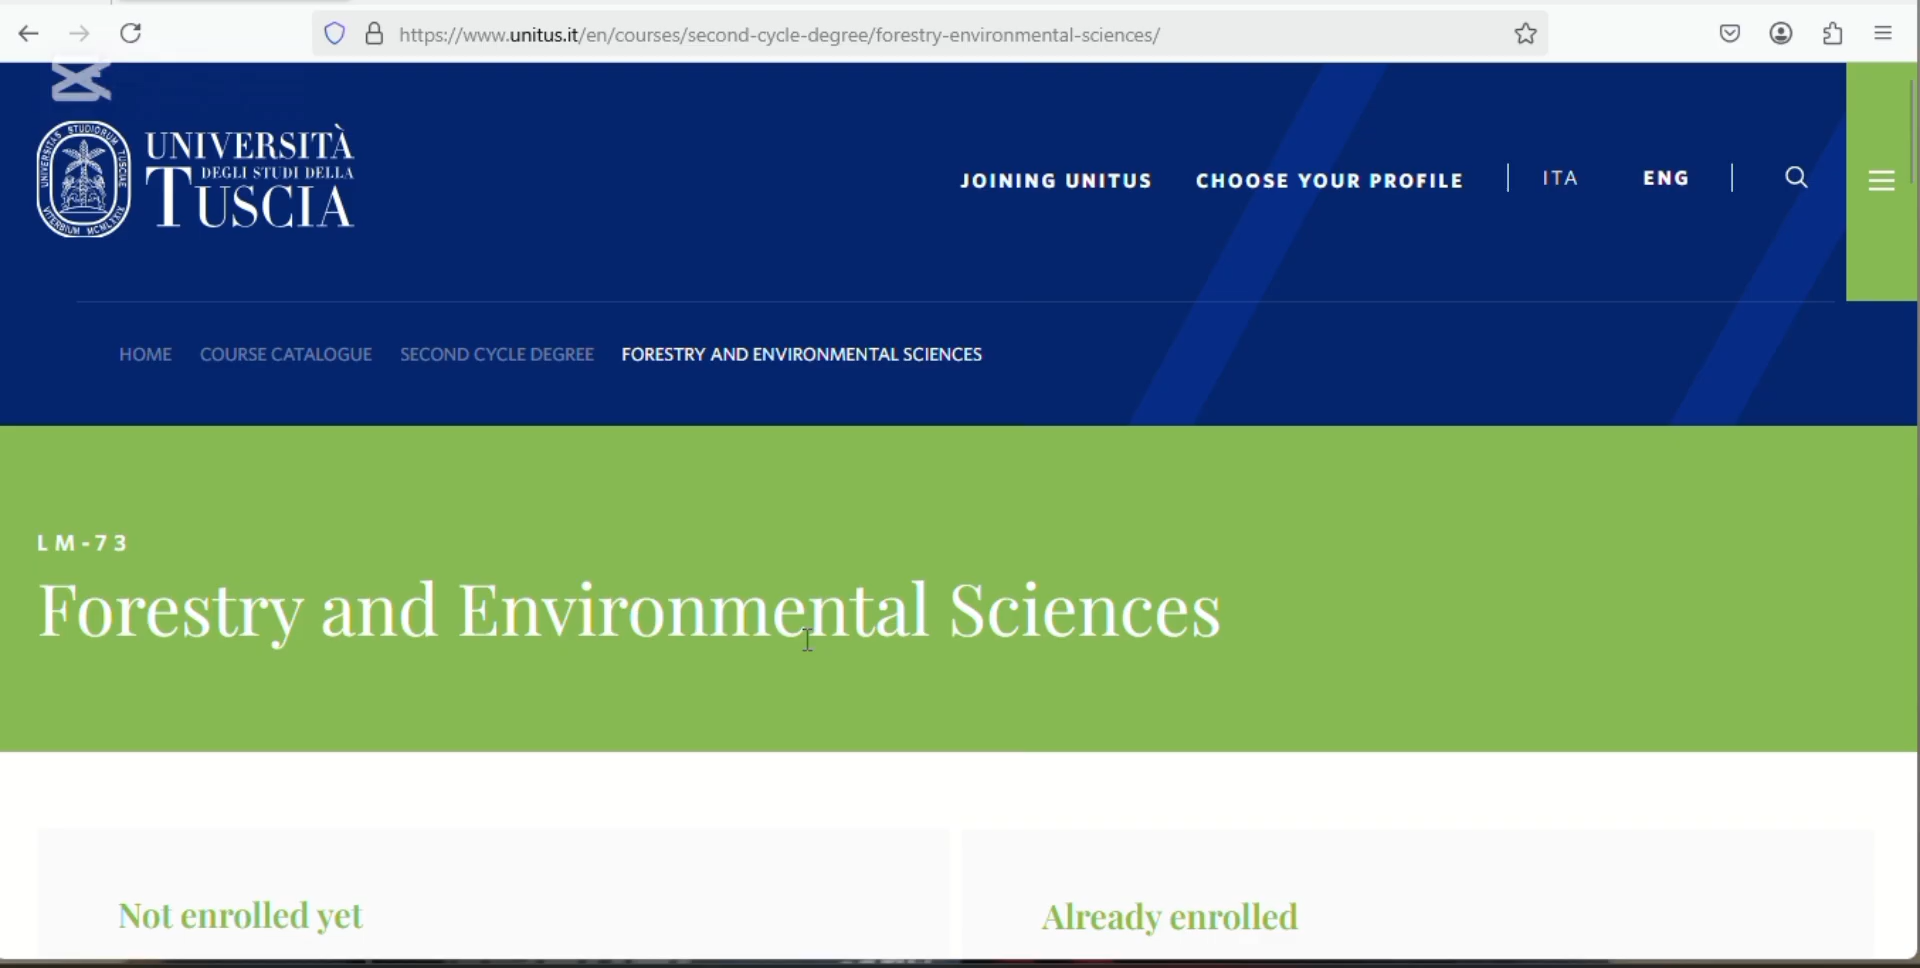 https://www.unitus.it/en/courses/second-cycle-degree/forestry-environmental-sciences/
UNIVERSITÀ
DEGLI STUDI DELLA
TUSCIA
JOINING UNITUS
CHOOSE YOUR PROFILE
ITA
ENG
HOME
COURSE CATALOGUE
SECOND CYCLE DEGREE
FORESTRY AND ENVIRONMENTAL SCIENCES
LM-73
Forestry and Environmental Sciences
Not enrolled yet
Already enrolled